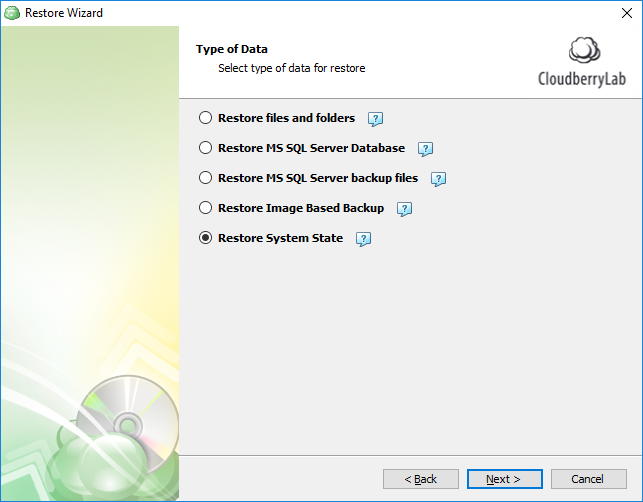 Restore Wizard
Type of Data
Select type of data for restore
CloudberryLab
Restore files and folders ?
Restore MS SQL Server Database ?
Restore MS SQL Server backup files ?
Restore Image Based Backup ?
Restore System State ?
< Back Next > Cancel